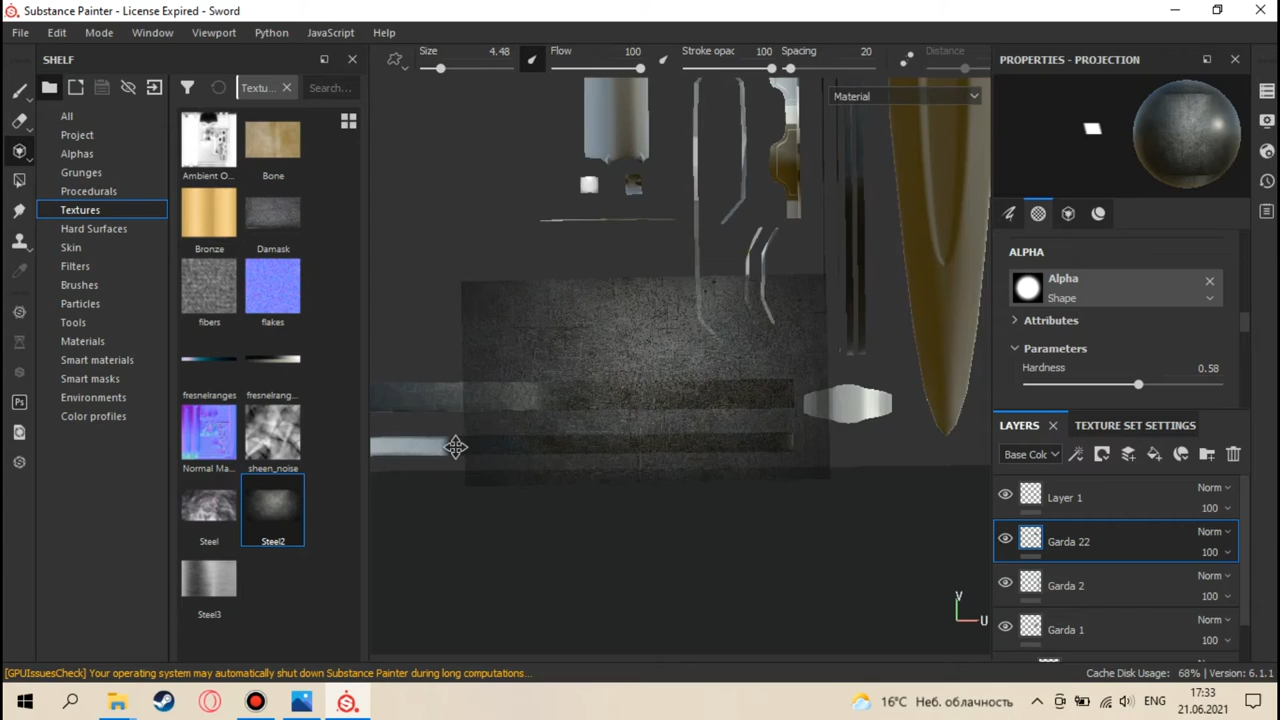 Substance Painter - License Expired - Sword
File Edit Mode Window Viewport Python JavaScript Help
SHELF
Size 4.48 Flow 100 Stroke opac 100 Spacing 20 Distance
PROPERTIES - PROJECTION
Textu... Search...
Material
All
Project
Alphas
Grunges
Procedurals
Textures
Hard Surfaces
Skin
Filters
Brushes
Particles
Tools
Materials
Smart materials
Smart masks
Environments
Color profiles
Ambient O... Bone
Bronze Damask
fibers flakes
fresnelranges fresnelrang...
Normal Ma... sheen_noise
Steel Steel2
Steel3
ALPHA
Alpha
Shape
Attributes
Parameters
Hardness 0.58
LAYERS TEXTURE SET SETTINGS
Base Colc
Layer 1 Norm 100
Garda 22 Norm 100
Garda 2 Norm 100
Garda 1 Norm 100
V
U
Ps
[GPUIssuesCheck] Your operating system may automatically shut down Substance Painter during long computations...
Cache Disk Usage: 68% | Version: 6.1.1
16°C Неб. облачность
ENG
17:33
21.06.2021